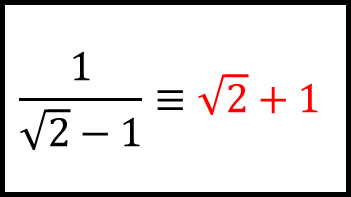 1/(√2 − 1) ≡ √2 + 1